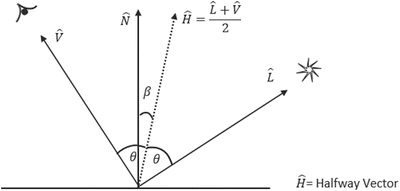 V̂
N̂
Ĥ = (L̂ + V̂) / 2
L̂
β
θ
θ
Ĥ= Halfway Vector